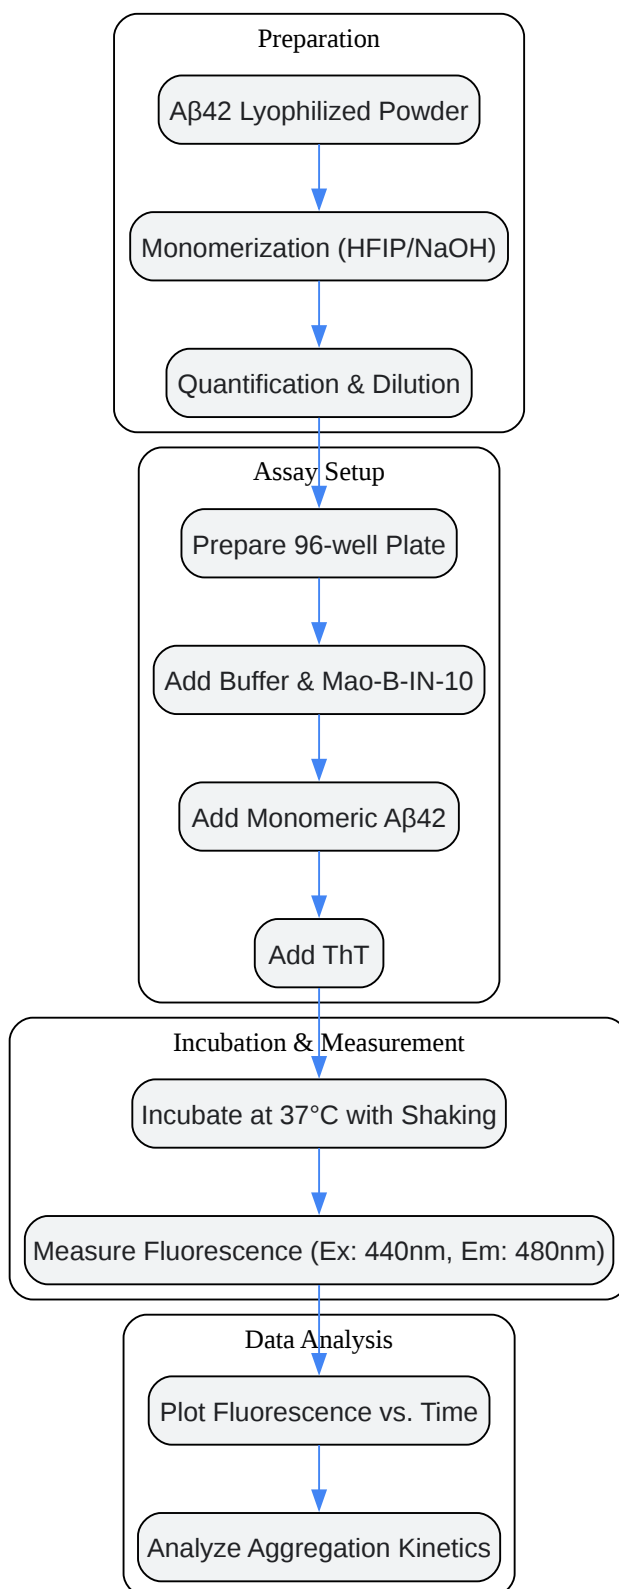 Preparation
Aβ42 Lyophilized Powder
Monomerization (HFIP/NaOH)
Quantification & Dilution
Assay Setup
Prepare 96-well Plate
Add Buffer & Mao-B-IN-10
Add Monomeric Aβ42
Add ThT
Incubation & Measurement
Incubate at 37°C with Shaking
Measure Fluorescence (Ex: 440nm, Em: 480nm)
Data Analysis
Plot Fluorescence vs. Time
Analyze Aggregation Kinetics